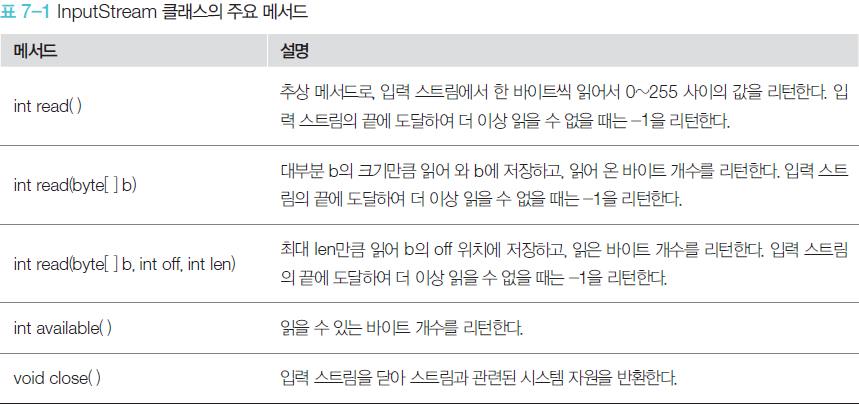 표 7–1 InputStream 클래스의 주요 메서드
메서드
설명
int read( )
추상 메서드로, 입력 스트림에서 한 바이트씩 읽어서 0~255 사이의 값을 리턴한다. 입
력 스트림의 끝에 도달하여 더 이상 읽을 수 없을 때는 –1을 리턴한다.
int read(byte[ ] b)
대부분 b의 크기만큼 읽어 와 b에 저장하고, 읽어 온 바이트 개수를 리턴한다. 입력 스트
림의 끝에 도달하여 더 이상 읽을 수 없을 때는 –1을 리턴한다.
int read(byte[ ] b, int off, int len)
최대 len만큼 읽어 b의 off 위치에 저장하고, 읽은 바이트 개수를 리턴한다. 입력 스트림
의 끝에 도달하여 더 이상 읽을 수 없을 때는 –1을 리턴한다.
int available( )
읽을 수 있는 바이트 개수를 리턴한다.
void close( )
입력 스트림을 닫아 스트림과 관련된 시스템 자원을 반환한다.